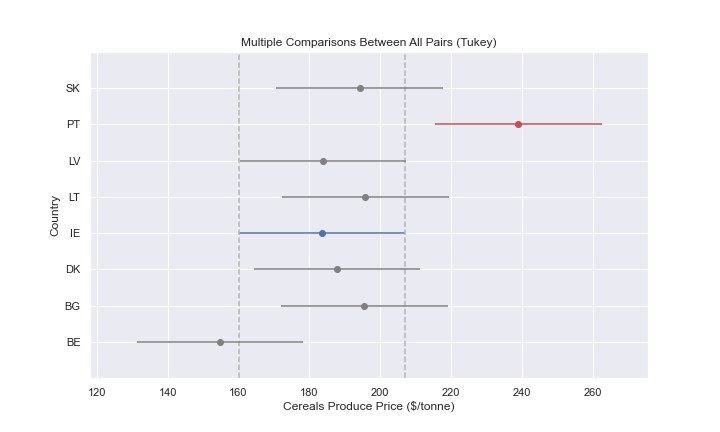 Multiple Comparisons Between All Pairs (Tukey)
SK
PT
LV
LT
IE
DK
BG
BE
Country
120 140 160 180 200 220 240 260
Cereals Produce Price ($/tonne)